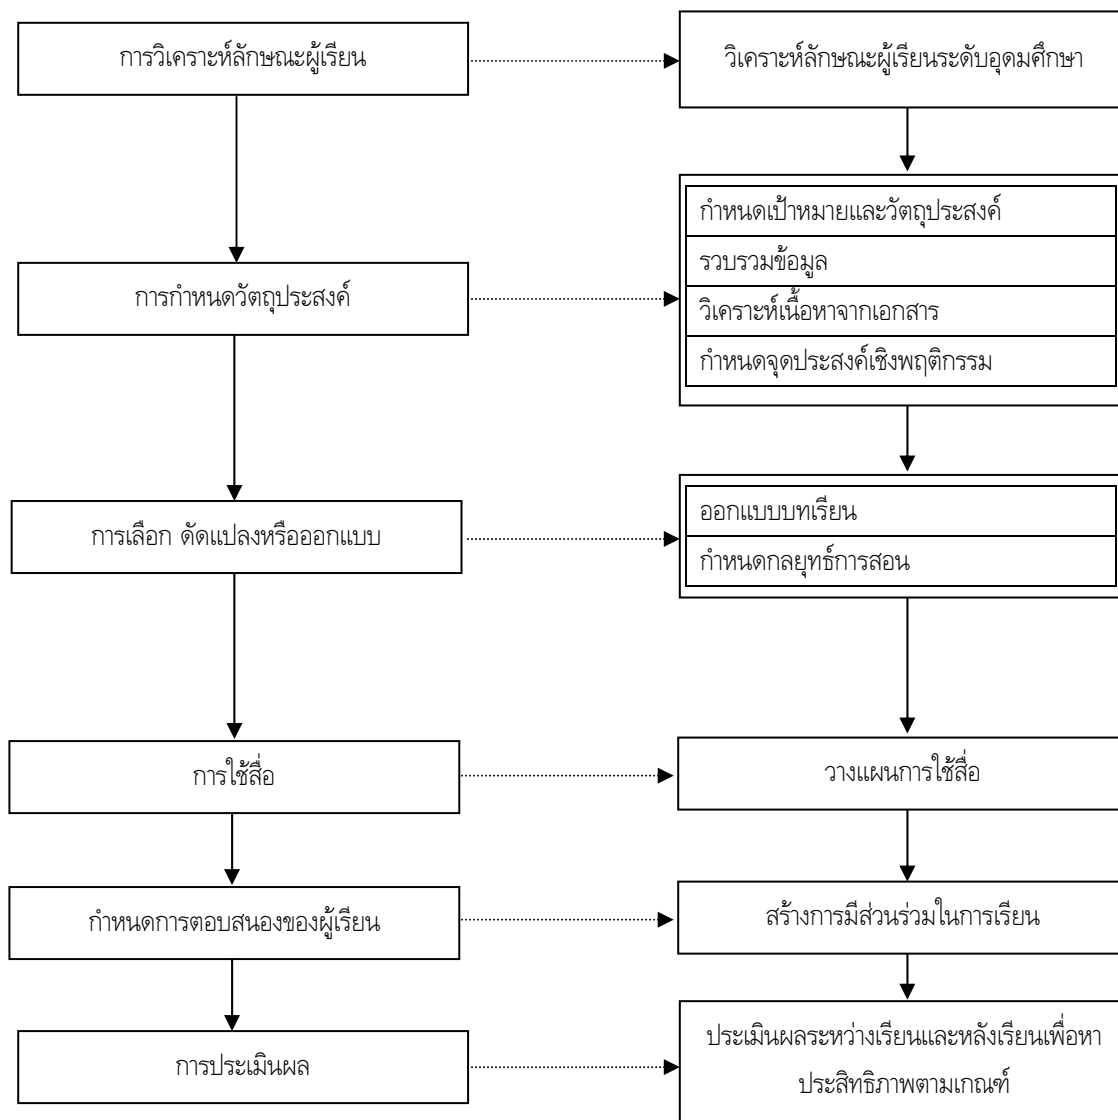 การวิเคราะห์ลักษณะผู้เรียน
วิเคราะห์ลักษณะผู้เรียนระดับอุดมศึกษา
การกำหนดวัตถุประสงค์
กำหนดเป้าหมายและวัตถุประสงค์
รวบรวมข้อมูล
วิเคราะห์เนื้อหาจากเอกสาร
กำหนดจุดประสงค์เชิงพฤติกรรม
การเลือก ดัดแปลงหรือออกแบบ
ออกแบบบทเรียน
กำหนดกลยุทธ์การสอน
การใช้สื่อ
วางแผนการใช้สื่อ
กำหนดการตอบสนองของผู้เรียน
สร้างการมีส่วนร่วมในการเรียน
การประเมินผล
ประเมินผลระหว่างเรียนและหลังเรียนเพื่อหา
ประสิทธิภาพตามเกณฑ์